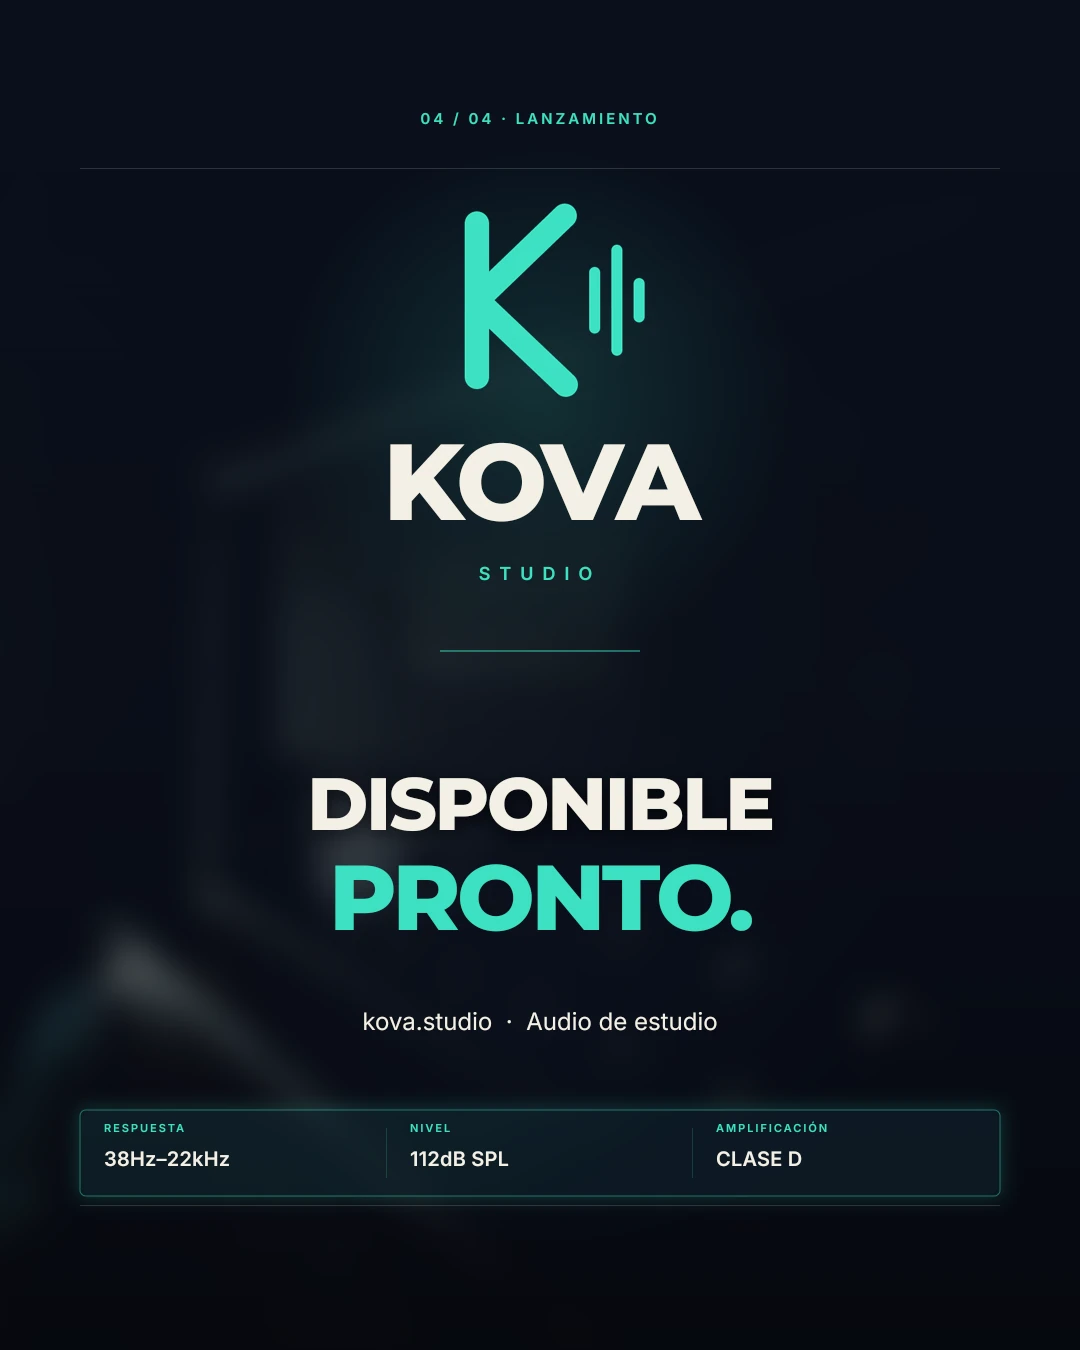 04 / 04 · LANZAMIENTO
KOVA
STUDIO
DISPONIBLE
PRONTO.
kova.studio · Audio de estudio
RESPUESTA
38Hz–22kHz
NIVEL
112dB SPL
AMPLIFICACIÓN
CLASE D